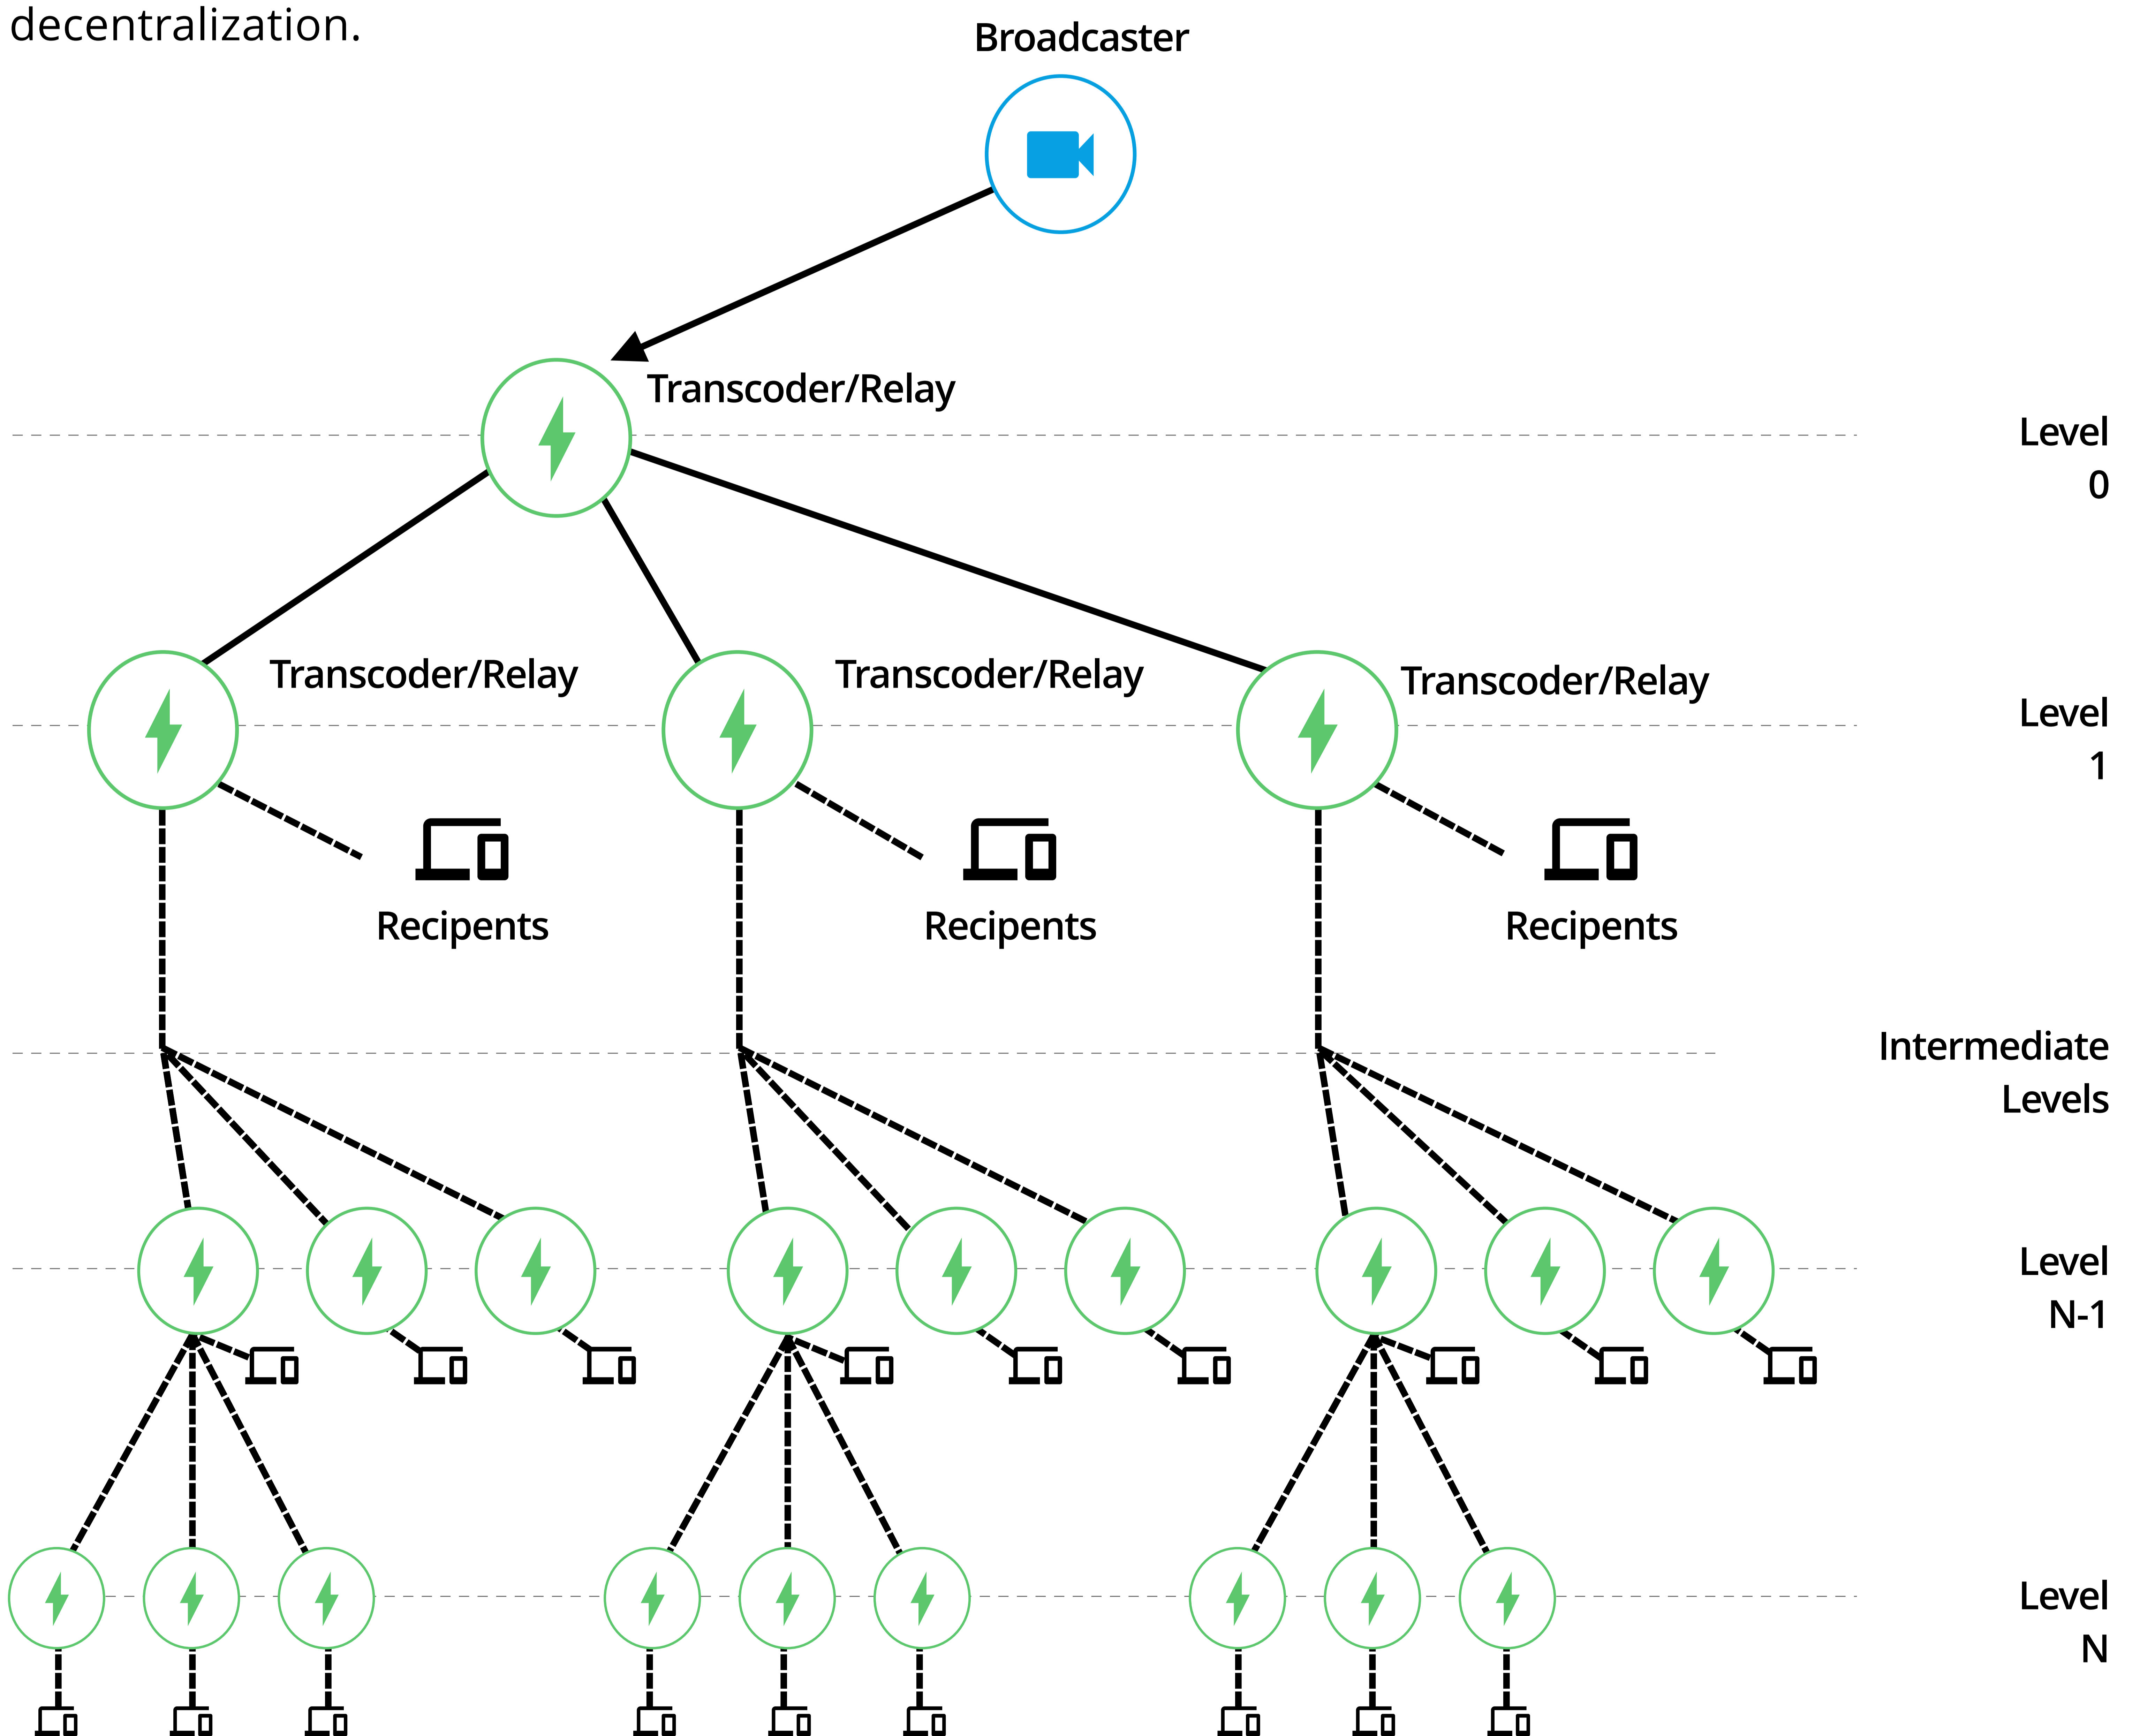 decentralization.
Broadcaster
Transcoder/Relay
Level
0
Transcoder/Relay
Transcoder/Relay
Transcoder/Relay
Level
1
Recipents
Recipents
Recipents
Intermediate
Levels
Level
N-1
Level
N